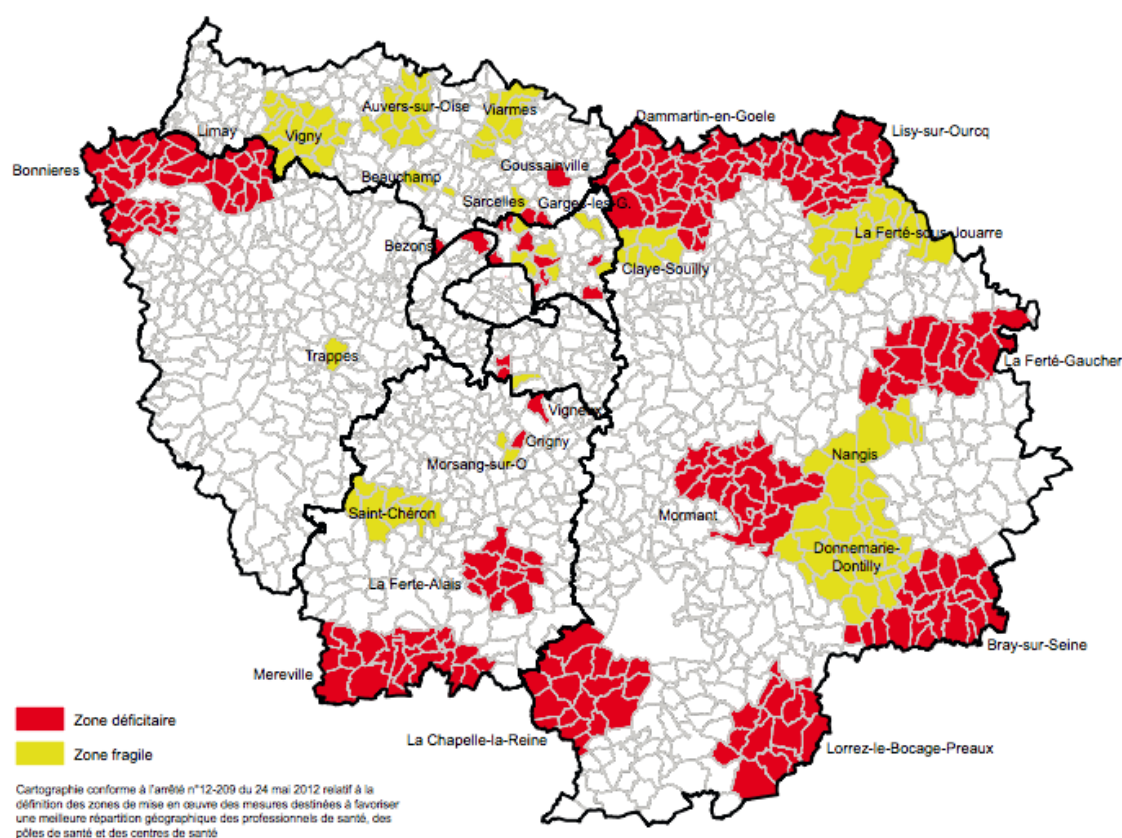 Auvers-sur-Oise
Viarmes
Dammartin-en-Goele
Lisy-sur-Ourcq
Limay
Vigny
Bonnieres
Goussainville
Beauchamp
Sarcelles
Garges-les-G.
La Ferté-sous-Jouarre
Bezons
Claye-Souilly
Trappes
La Ferté-Gaucher
Vigneux
Grigny
Nangis
Morsang-sur-O
Saint-Chéron
Mormant
Donnemarie-
Dontilly
La Ferte-Alais
Bray-sur-Seine
Mereville
Zone déficitaire
La Chapelle-la-Reine
Lorrez-le-Bocage-Preaux
Zone fragile
Cartographie conforme à l'arrêté n°12-209 du 24 mai 2012 relatif à la
définition des zones de mise en œuvre des mesures destinées à favoriser
une meilleure répartition géographique des professionnels de santé, des
pôles de santé et des centres de santé